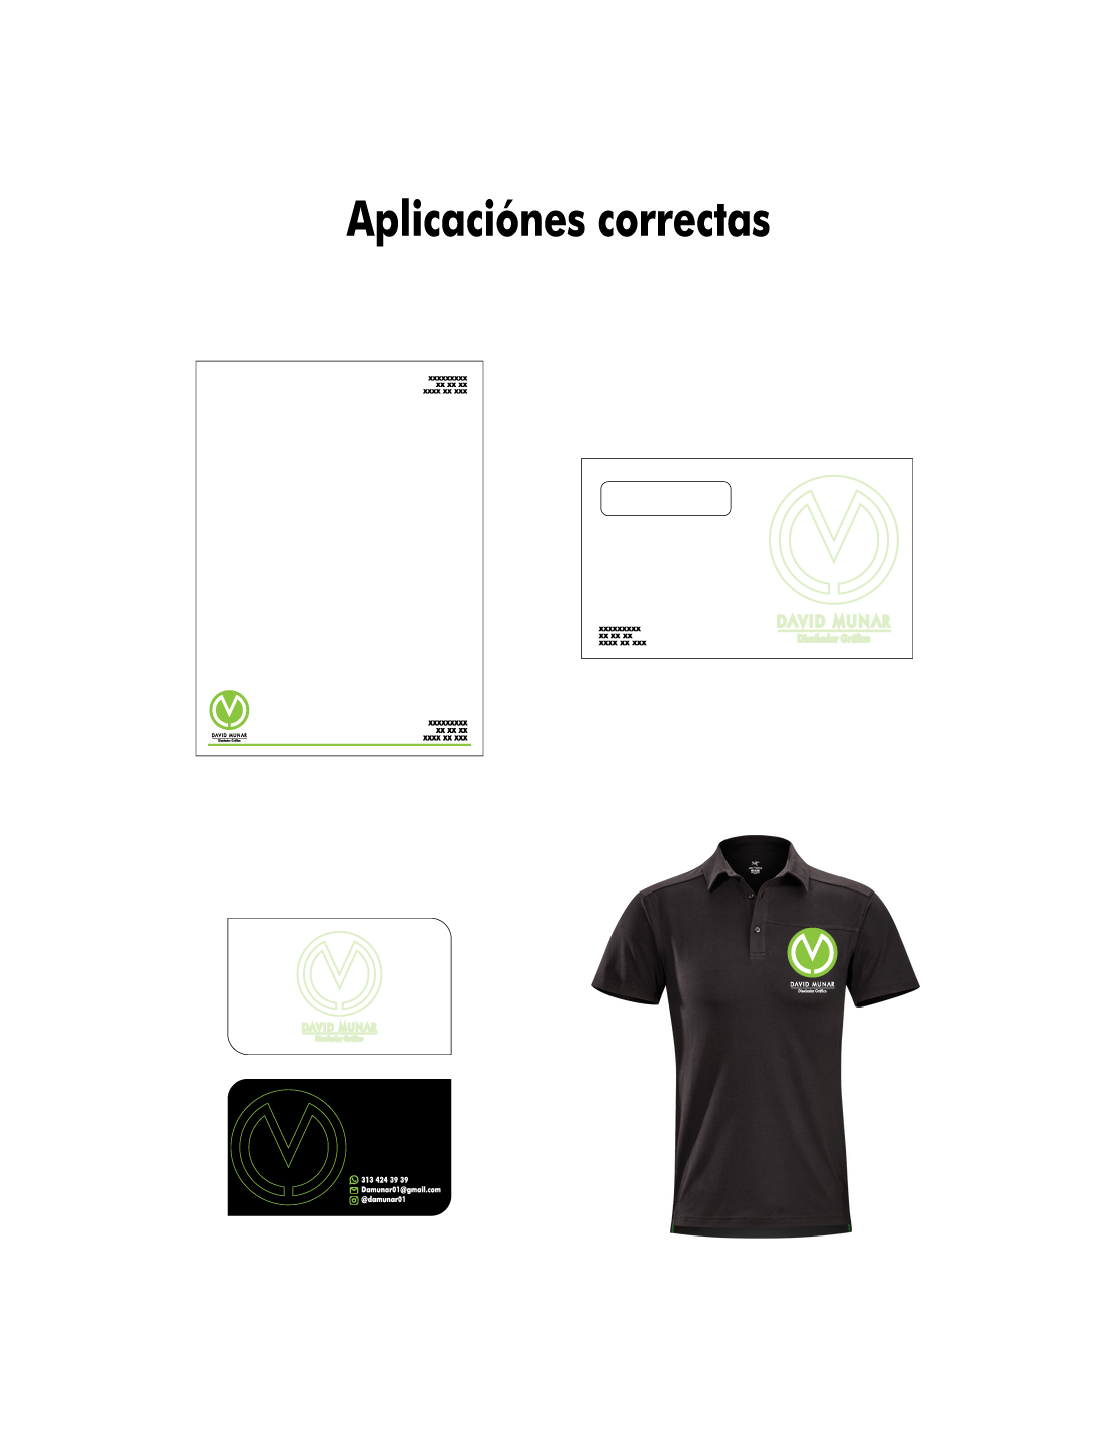 Aplicaciónes correctas
xxxxxxxxx
xx xx xx
xxxx xx xxx
DAVID MUNAR
Diseñador Gráfico
xxxxxxxxx
xx xx xx
xxxx xx xxx
xxxxxxxxx
xx xx xx
xxxx xx xxx
DAVID MUNAR
Diseñador Gráfico
DAVID MUNAR
Diseñador Gráfico
313 424 39 39
Damunar01@gmail.com
@damunar01
DAVID MUNAR
Diseñador Gráfico